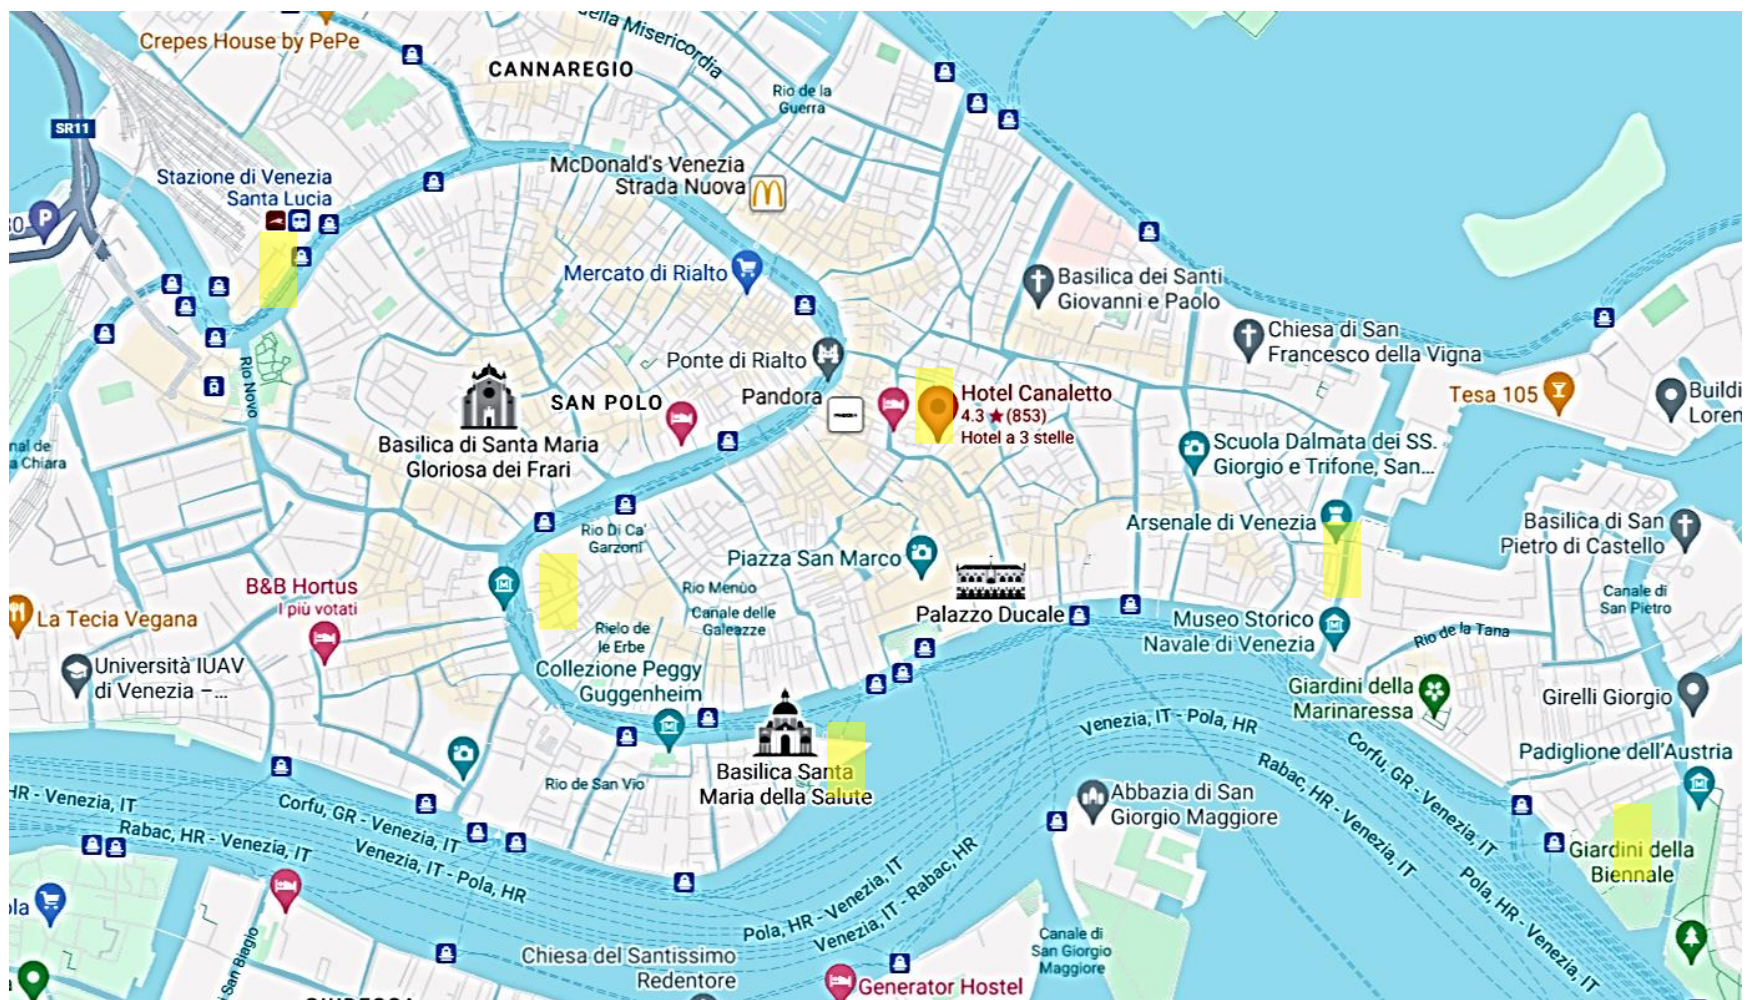 Crepes House by PePe
della Misericordia
CANNAREGIO
Rio de la
Guerra
SR11
McDonald's Venezia
Strada Nuova
Stazione di Venezia
Santa Lucia
P
Mercato di Rialto
Basilica dei Santi
Giovanni e Paolo
Chiesa di San
Francesco della Vigna
Ponte di Rialto
Pandora
Rio Novo
SAN POLO
Hotel Canaletto
4.3 ★ (853)
Hotel a 3 stelle
Tesa 105
Buildi
Loren
Basilica di Santa Maria
Gloriosa dei Frari
nal de
a Chiara
Scuola Dalmata dei SS.
Giorgio e Trifone, San...
Arsenale di Venezia
Basilica di San
Pietro di Castello
Rio Di Ca'
Garzoni
Piazza San Marco
B&B Hortus
I più votati
Rio Menùo
Canale delle
Galeazze
Palazzo Ducale
Canale di
San Pietro
La Tecia Vegana
Rielo de
le Erbe
Museo Storico
Navale di Venezia
Rio de la Tana
Università IUAV
di Venezia –...
Collezione Peggy
Guggenheim
Giardini della
Marinaressa
Girelli Giorgio
Venezia, IT - Pola, HR
Padiglione dell'Austria
Basilica Santa
Maria della Salute
Rio de San Vio
Corfu, GR - Venezia, IT
Rabac, HR - Venezia, IT
Abbazia di San
Giorgio Maggiore
HR - Venezia, IT
Corfu, GR - Venezia, IT
Rabac, HR - Venezia, IT
Venezia, IT - Pola, HR
Giardini della
Biennale
Pola, HR - Venezia, IT
Pola, HR - Venezia, IT
Venezia, IT - Rabac, HR
ola
San Biagio
Canale di
San Giorgio
Maggiore
Chiesa del Santissimo
Redentore
Generator Hostel